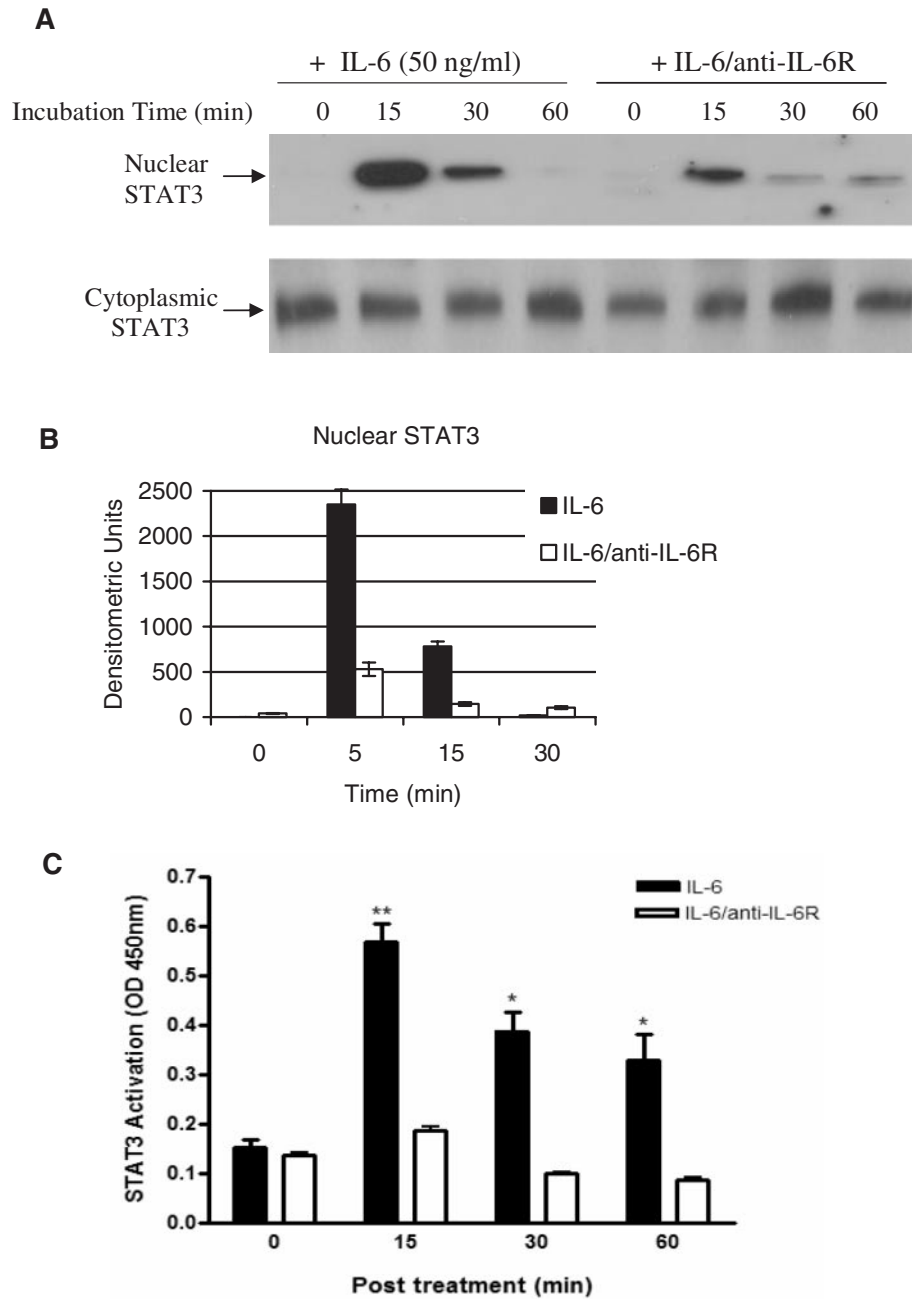 A
+ IL-6 (50 ng/ml)
+ IL-6/anti-IL-6R
Incubation Time (min) 0 15 30 60 0 15 30 60
Nuclear
STAT3
Cytoplasmic
STAT3
B
Nuclear STAT3
Densitometric Units
2500
2000
1500
1000
500
0
IL-6
IL-6/anti-IL-6R
0 5 15 30
Time (min)
C
STAT3 Activation (OD 450nm)
0.7
0.6
0.5
0.4
0.3
0.2
0.1
0.0
IL-6
IL-6/anti-IL-6R
**
*
*
0 15 30 60
Post treatment (min)